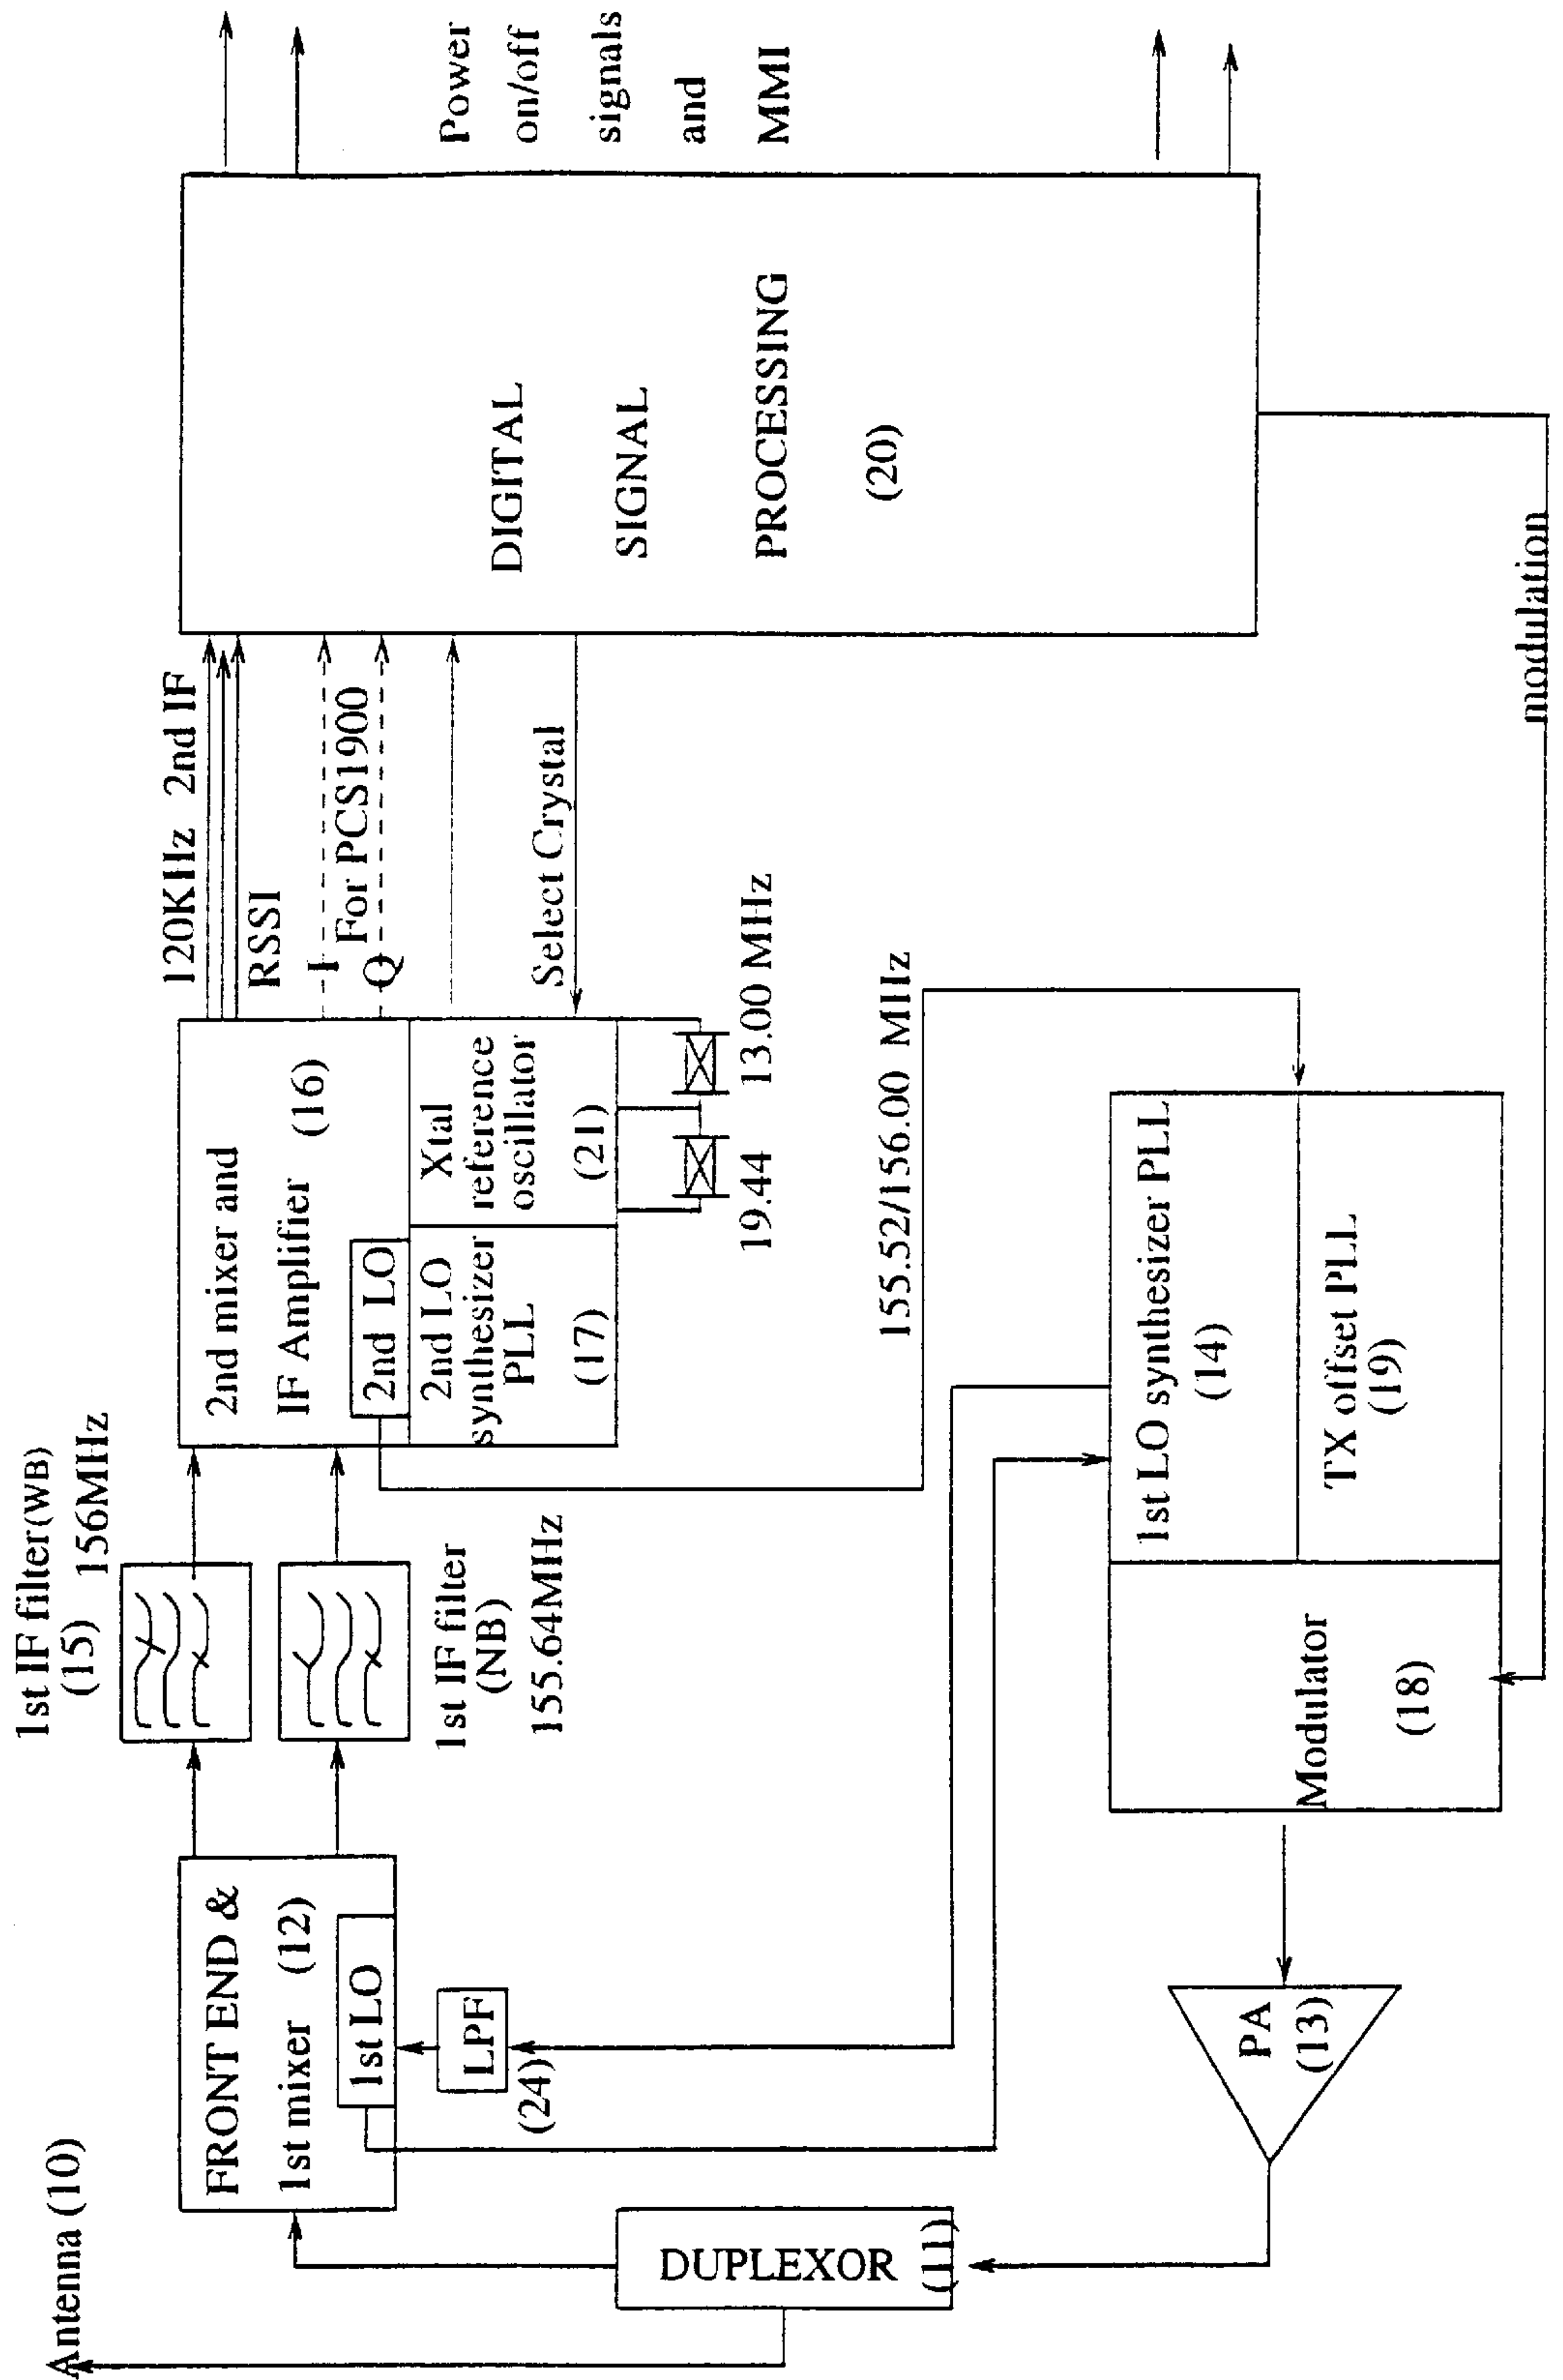 Antenna (10)
DUPLEXOR
(11)
FRONT END &
1st mixer (12)
1st LO
LPF
(24)
1st IF filter(WB)
(15) 156MHz
1st IF filter
(NB)
155.64MHz
2nd mixer and
IF Amplifier (16)
2nd LO
2nd LO
synthesizer
PLL
(17)
Xtal
reference
oscillator
(21)
19.44
13.00 MHz
120KHz 2nd IF
RSSI
I
For PCS1900
Q
Select Crystal
DIGITAL
SIGNAL
PROCESSING
(20)
Power
on/off
signals
and
MMI
155.52/156.00 MHz
1st LO synthesizer PLL
(14)
TX offset PLL
(19)
Modulator
(18)
modulation
PA
(13)